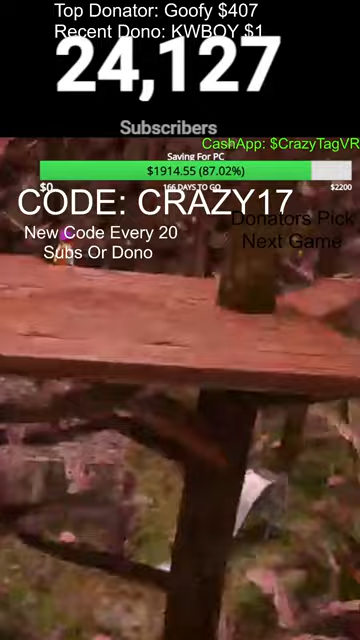 Top Donator: Goofy $407
Recent Dono: KWBOY $1
24,127
Subscribers
CashApp: $CrazyTagVR
Saving For PC
$1914.55 (87.02%)
$0 166 DAYS TO GO $2200
CODE: CRAZY17
Donators Pick
Next Game
New Code Every 20
Subs Or Dono